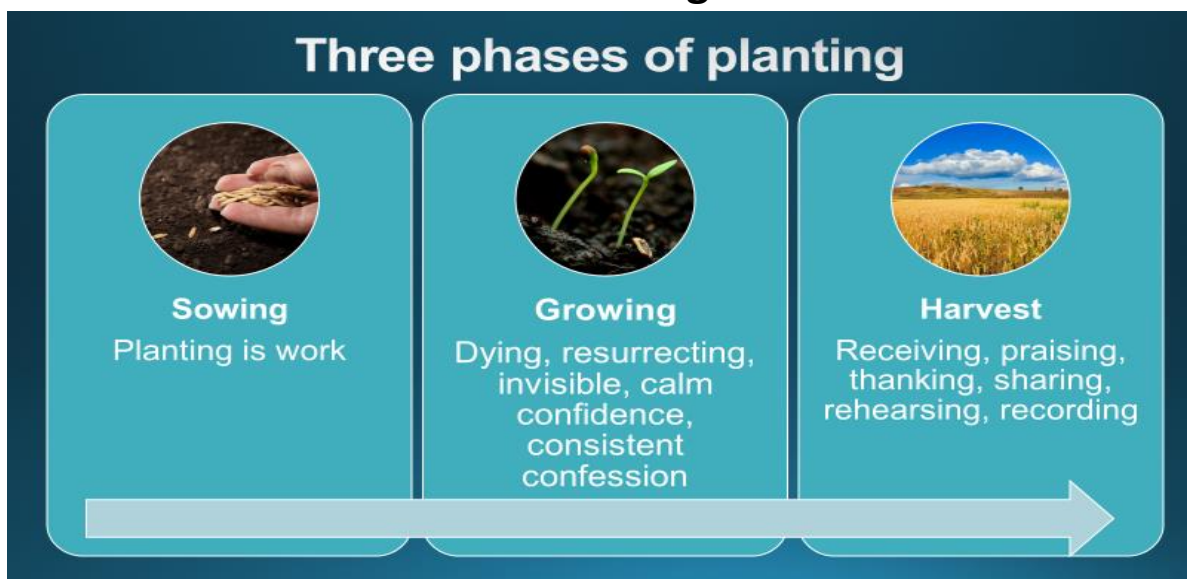 Three phases of planting
Sowing
Planting is work
Growing
Dying, resurrecting,
invisible, calm
confidence,
consistent
confession
Harvest
Receiving, praising,
thanking, sharing,
rehearsing, recording